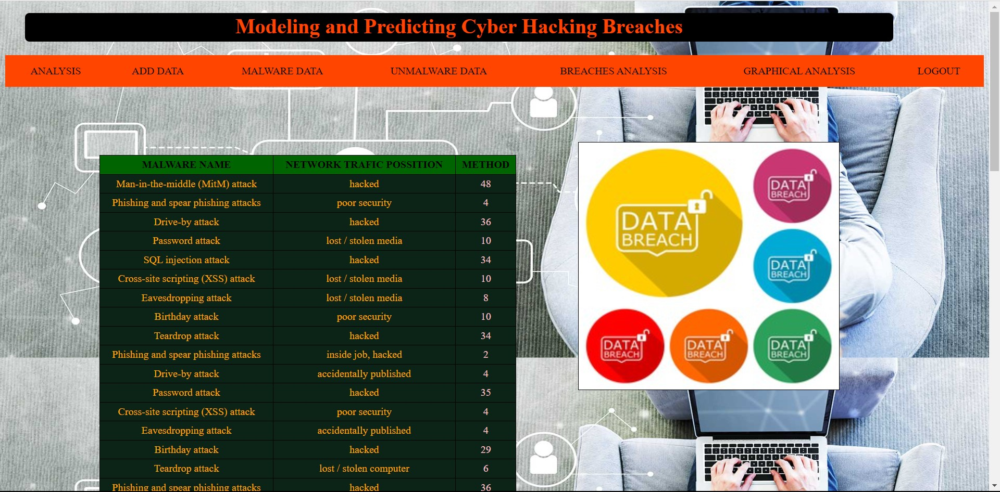 Modeling and Predicting Cyber Hacking Breaches
ANALYSIS ADD DATA MALWARE DATA UNMALWARE DATA BREACHES ANALYSIS GRAPHICAL ANALYSIS LOGOUT
MALWARE NAME NETWORK TRAFIC POSSITION METHOD
Man-in-the-middle (MitM) attack hacked 48
Phishing and spear phishing attacks poor security 4
Drive-by attack hacked 36
Password attack lost / stolen media 10
SQL injection attack hacked 34
Cross-site scripting (XSS) attack lost / stolen media 10
Eavesdropping attack lost / stolen media 8
Birthday attack poor security 10
Teardrop attack hacked 34
Phishing and spear phishing attacks inside job, hacked 2
Drive-by attack accidentally published 4
Password attack hacked 35
Cross-site scripting (XSS) attack poor security 4
Eavesdropping attack accidentally published 4
Birthday attack hacked 29
Teardrop attack lost / stolen computer 6
Phishing and spear phishing attacks hacked 36
DATA
BREACH
DATA
BREACH
DATA
BREACH
DATA
BREACH
DATA
BREACH
DATA
BREACH